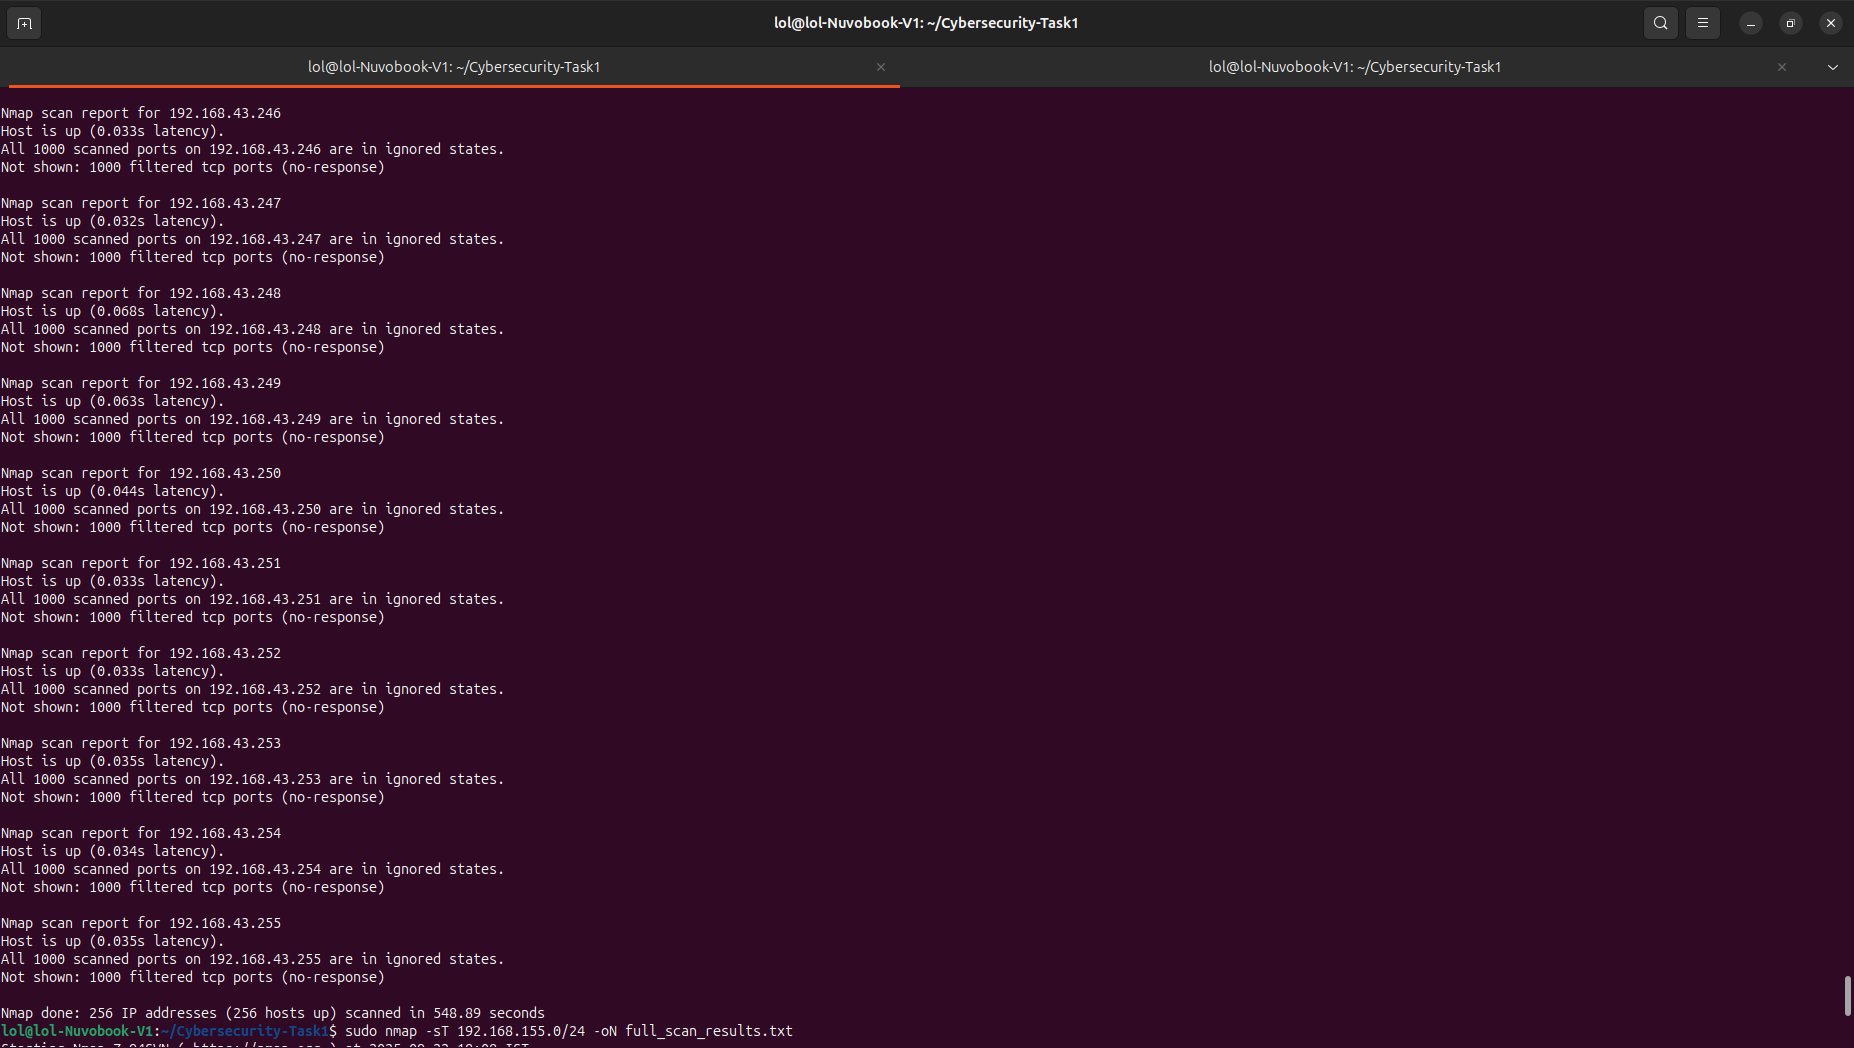 lol@lol-Nuvobook-V1: ~/Cybersecurity-Task1
lol@lol-Nuvobook-V1: ~/Cybersecurity-Task1
lol@lol-Nuvobook-V1: ~/Cybersecurity-Task1
Nmap scan report for 192.168.43.246
Host is up (0.033s latency).
All 1000 scanned ports on 192.168.43.246 are in ignored states.
Not shown: 1000 filtered tcp ports (no-response)
Nmap scan report for 192.168.43.247
Host is up (0.032s latency).
All 1000 scanned ports on 192.168.43.247 are in ignored states.
Not shown: 1000 filtered tcp ports (no-response)
Nmap scan report for 192.168.43.248
Host is up (0.068s latency).
All 1000 scanned ports on 192.168.43.248 are in ignored states.
Not shown: 1000 filtered tcp ports (no-response)
Nmap scan report for 192.168.43.249
Host is up (0.063s latency).
All 1000 scanned ports on 192.168.43.249 are in ignored states.
Not shown: 1000 filtered tcp ports (no-response)
Nmap scan report for 192.168.43.250
Host is up (0.044s latency).
All 1000 scanned ports on 192.168.43.250 are in ignored states.
Not shown: 1000 filtered tcp ports (no-response)
Nmap scan report for 192.168.43.251
Host is up (0.033s latency).
All 1000 scanned ports on 192.168.43.251 are in ignored states.
Not shown: 1000 filtered tcp ports (no-response)
Nmap scan report for 192.168.43.252
Host is up (0.033s latency).
All 1000 scanned ports on 192.168.43.252 are in ignored states.
Not shown: 1000 filtered tcp ports (no-response)
Nmap scan report for 192.168.43.253
Host is up (0.035s latency).
All 1000 scanned ports on 192.168.43.253 are in ignored states.
Not shown: 1000 filtered tcp ports (no-response)
Nmap scan report for 192.168.43.254
Host is up (0.034s latency).
All 1000 scanned ports on 192.168.43.254 are in ignored states.
Not shown: 1000 filtered tcp ports (no-response)
Nmap scan report for 192.168.43.255
Host is up (0.035s latency).
All 1000 scanned ports on 192.168.43.255 are in ignored states.
Not shown: 1000 filtered tcp ports (no-response)
Nmap done: 256 IP addresses (256 hosts up) scanned in 548.89 seconds
lol@lol-Nuvobook-V1:~/Cybersecurity-Task1$ sudo nmap -sT 192.168.155.0/24 -oN full_scan_results.txt